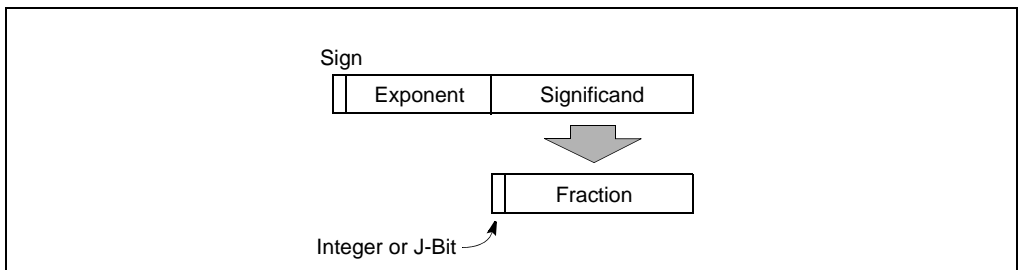 Sign
Exponent Significand
Fraction
Integer or J-Bit